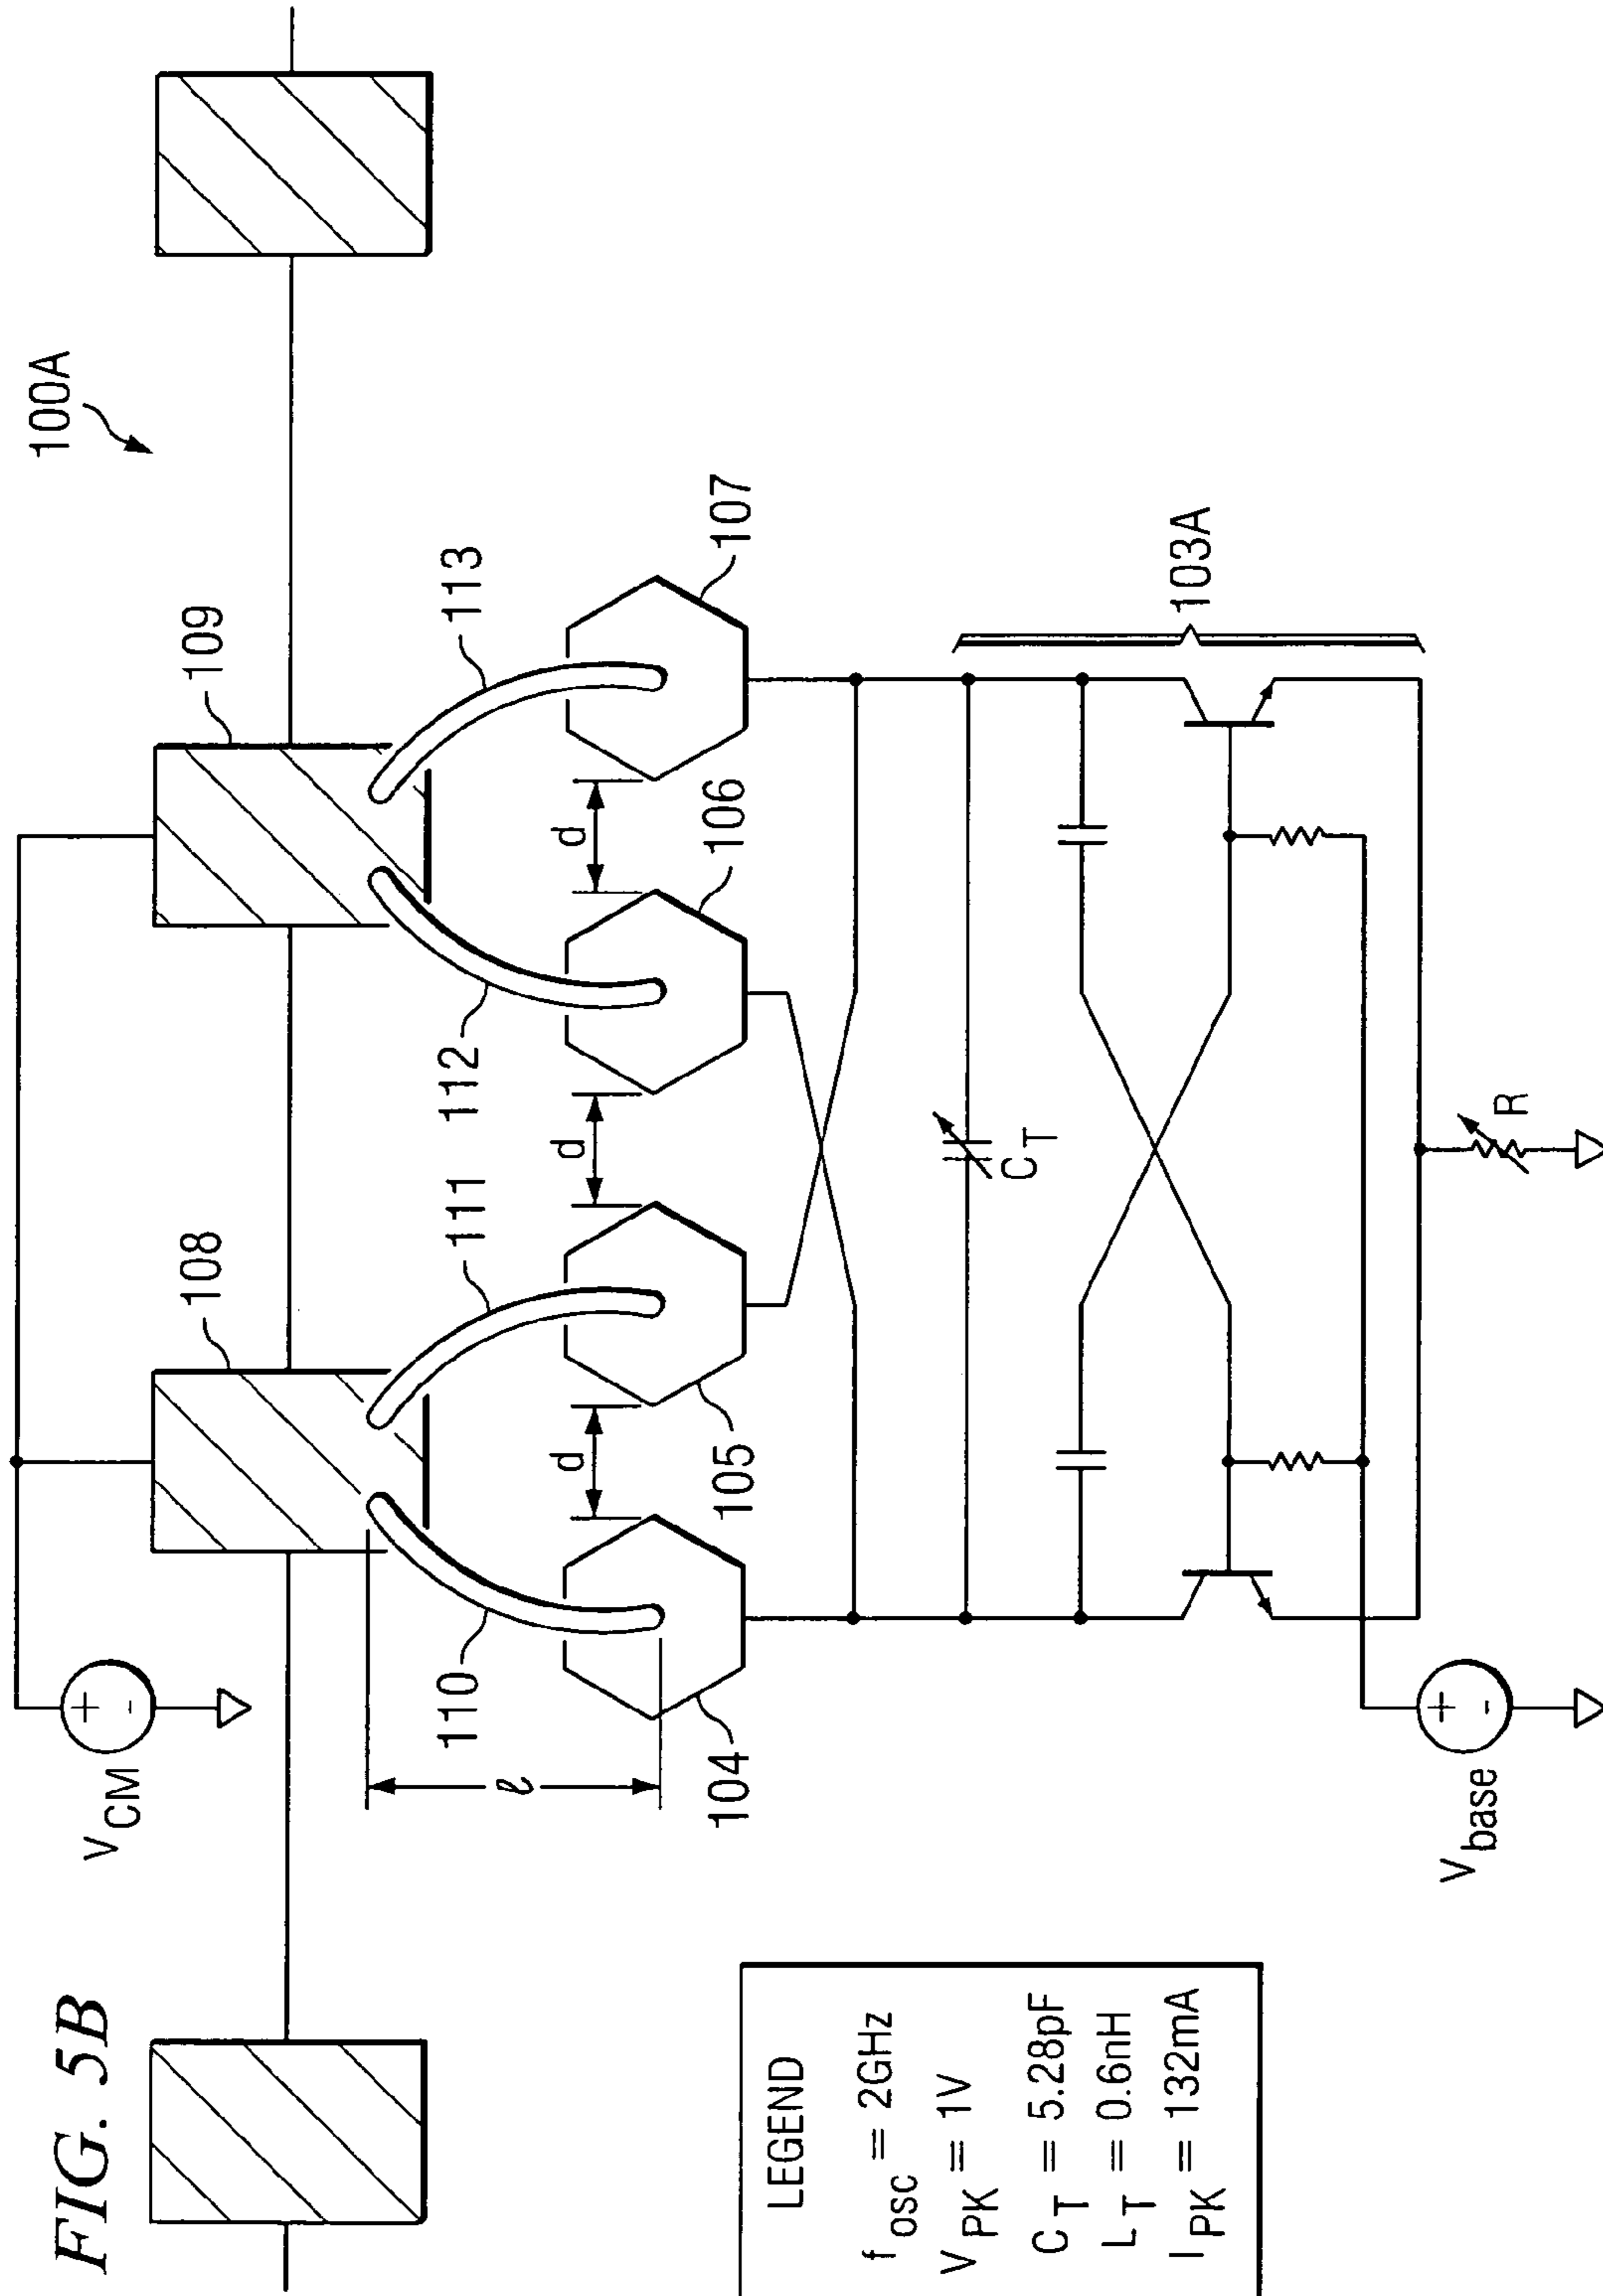 FIG. 5B
100A
V_CM
108
109
110
111
112
113
ℓ
d
d
d
104
105
106
107
C_T
103A
R
V_base
+
-
+
-
LEGEND
f_osc = 2GHz
V_PK = 1V
C_T = 5.28pF
L_T = 0.6nH
I_PK = 132mA